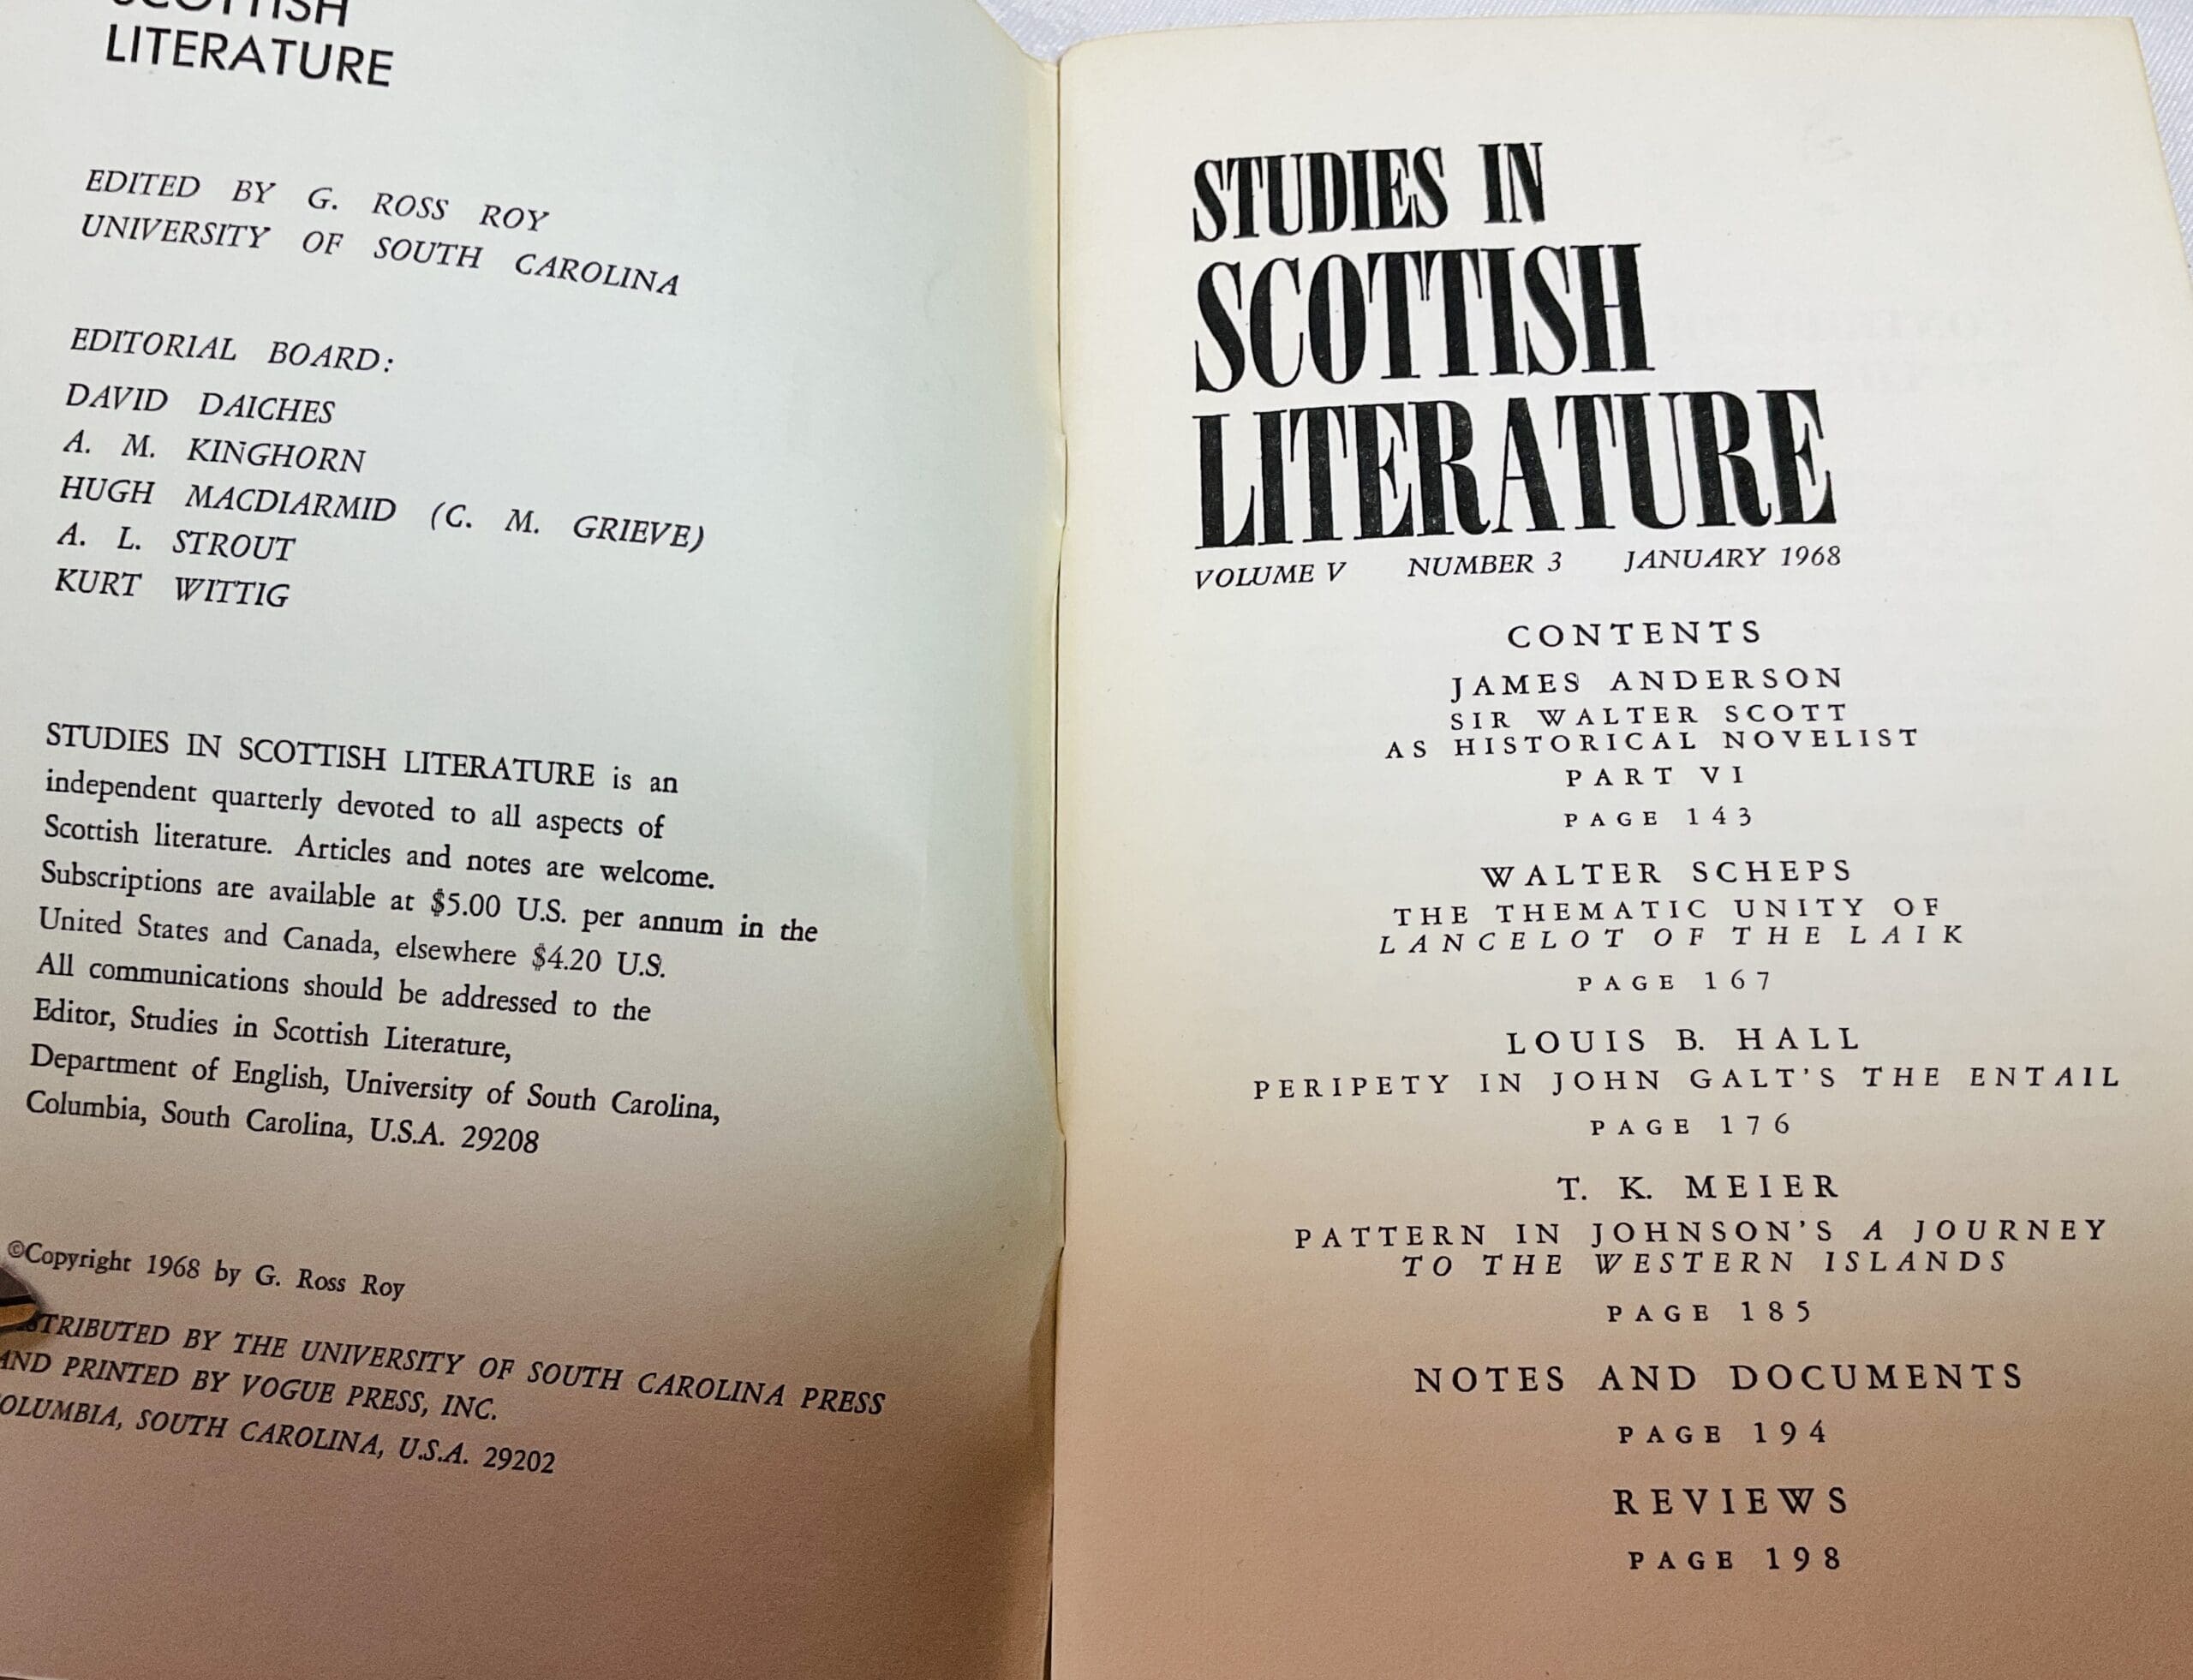 SCOTTISH
LITERATURE
EDITED BY G. ROSS ROY
UNIVERSITY OF SOUTH CAROLINA
EDITORIAL BOARD:
DAVID DAICHES
A. M. KINGHORN
HUGH MACDIARMID (C. M. GRIEVE)
A. L. STROUT
KURT WITTIG
STUDIES IN SCOTTISH LITERATURE is an
independent quarterly devoted to all aspects of
Scottish literature. Articles and notes are welcome.
Subscriptions are available at $5.00 U.S. per annum in the
United States and Canada, elsewhere $4.20 U.S.
All communications should be addressed to the
Editor, Studies in Scottish Literature,
Department of English, University of South Carolina,
Columbia, South Carolina, U.S.A. 29208
©Copyright 1968 by G. Ross Roy
STRIBUTED BY THE UNIVERSITY OF SOUTH CAROLINA PRESS
AND PRINTED BY VOGUE PRESS, INC.
OLUMBIA, SOUTH CAROLINA, U.S.A. 29202
STUDIES IN
SCOTTISH
LITERATURE
VOLUME V NUMBER 3 JANUARY 1968
CONTENTS
JAMES ANDERSON
SIR WALTER SCOTT
AS HISTORICAL NOVELIST
PART VI
PAGE 143
WALTER SCHEPS
THE THEMATIC UNITY OF
LANCELOT OF THE LAIK
PAGE 167
LOUIS B. HALL
PERIPETY IN JOHN GALT'S THE ENTAIL
PAGE 176
T. K. MEIER
PATTERN IN JOHNSON'S A JOURNEY
TO THE WESTERN ISLANDS
PAGE 185
NOTES AND DOCUMENTS
PAGE 194
REVIEWS
PAGE 198